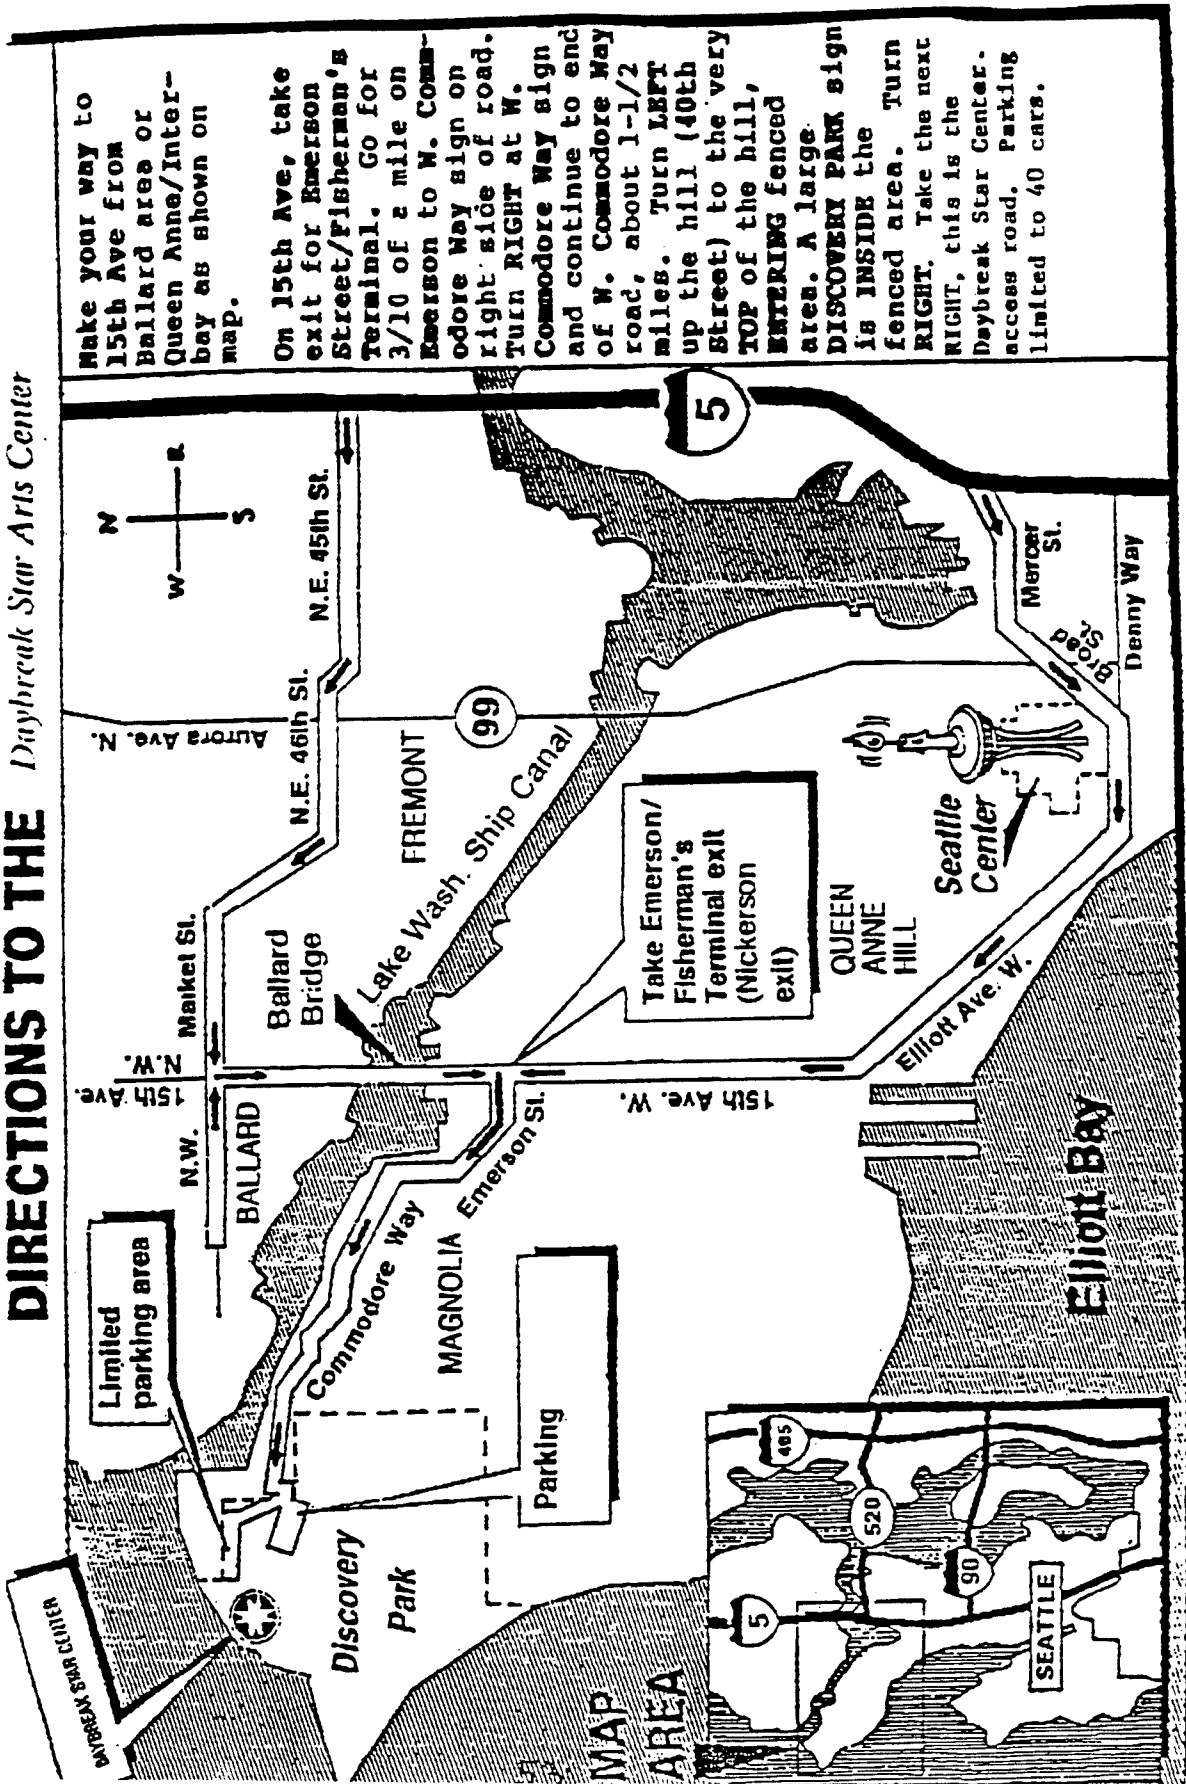 DIRECTIONS TO THE Daybreak Star Arts Center
DAYBREAK STAR CENTER
Limited
parking area
N.W.
BALLARD
15th Ave.
N.W.
Market St.
N.E. 46th St.
Aurora Ave. N.
N.E. 45th St.
N
W
E
S
Ballard
Bridge
FREMONT
99
Lake Wash. Ship Canal
Discovery
Park
Commodore Way
MAGNOLIA
Emerson St.
Parking
Take Emerson/
Fisherman's
Terminal exit
(Nickerson
exit)
15th Ave. W.
QUEEN
ANNE
HILL
Elliott Ave. W.
Seattle
Center
5
Mercer
St.
Broad
St.
Denny Way
Elliott Bay
MAP
AREA
405
520
5
90
SEATTLE
Make your way to
15th Ave from
Ballard area or
Queen Anne/Inter-
bay as shown on
map.
On 15th Ave, take
exit for Emerson
Street/Fisherman's
Terminal. Go for
3/10 of a mile on
Emerson to W. Comm-
odore Way sign on
right side of road.
Turn RIGHT at W.
Commodore Way sign
and continue to end
of W. Commodore Way
road, about 1-1/2
miles. Turn LEFT
up the hill (40th
Street) to the very
TOP of the hill,
ENTERING fenced
area. A large
DISCOVERY PARK sign
is INSIDE the
fenced area. Turn
RIGHT. Take the next
RIGHT, this is the
Daybreak Star Center.
access road. Parking
limited to 40 cars.